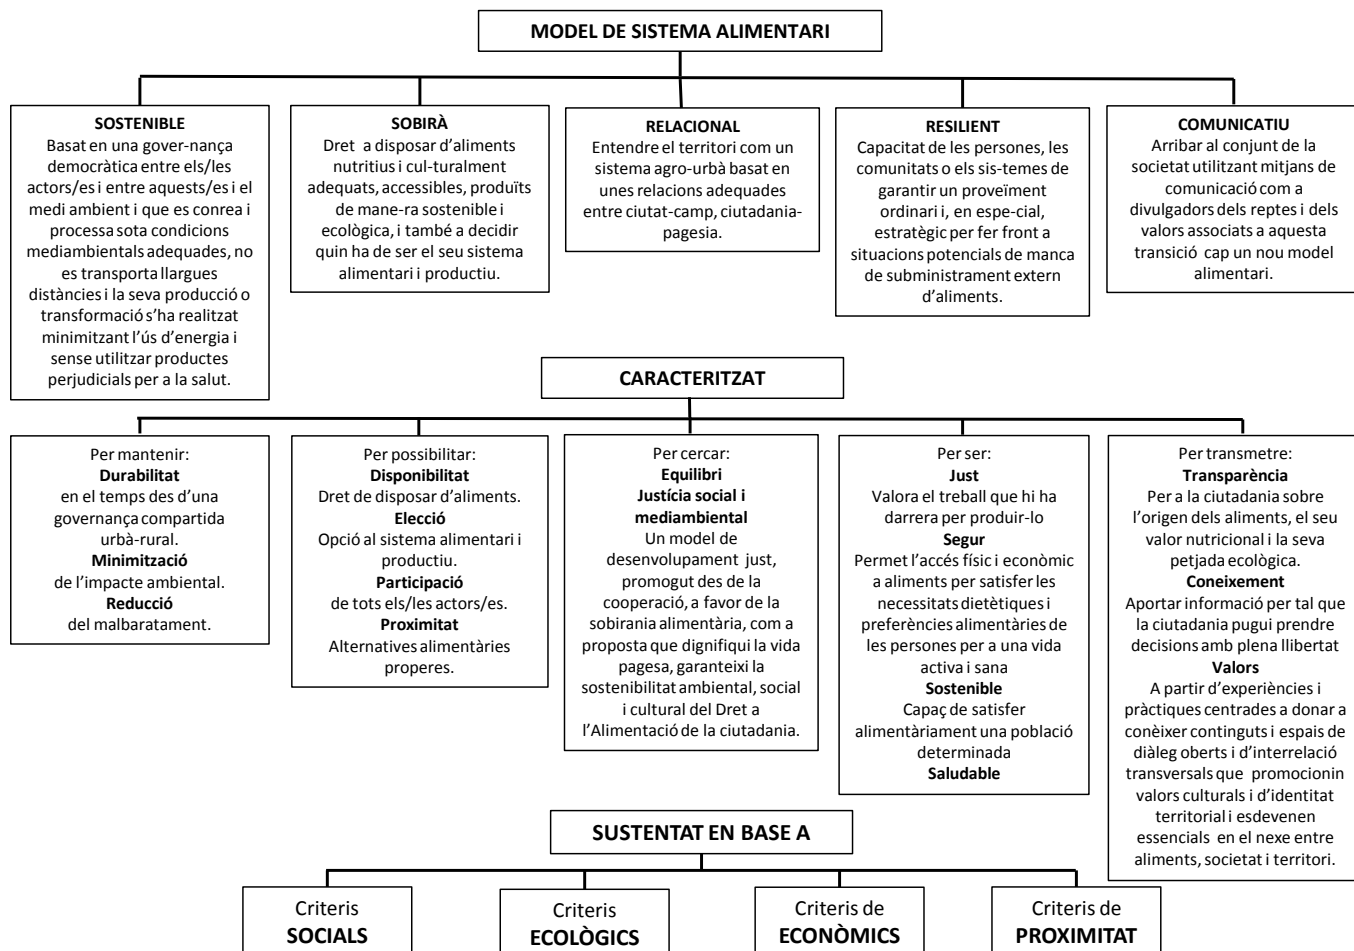 MODEL DE SISTEMA ALIMENTARI
SOSTENIBLE
Basat en una gover-nança
democràtica entre els/les
actors/es i entre aquests/es i el
medi ambient i que es conrea i
processa sota condicions
mediambientals adequades, no
es transporta llargues
distàncies i la seva producció o
transformació s’ha realitzat
minimitzant l’ús d’energia i
sense utilitzar productes
perjudicials per a la salut.
SOBIRÀ
Dret a disposar d’aliments
nutritius i cul-turalment
adequats, accessibles, produïts
de mane-ra sostenible i
ecològica, i també a decidir
quin ha de ser el seu sistema
alimentari i productiu.
RELACIONAL
Entendre el territori com un
sistema agro-urbà basat en
unes relacions adequades
entre ciutat-camp, ciutadania-
pagesia.
RESILIENT
Capacitat de les persones, les
comunitats o els sis-temes de
garantir un proveïment
ordinari i, en espe-cial,
estratègic per fer front a
situacions potencials de manca
de subministrament extern
d’aliments.
COMUNICATIU
Arribar al conjunt de la
societat utilitzant mitjans de
comunicació com a
divulgadors dels reptes i dels
valors associats a aquesta
transició cap un nou model
alimentari.
CARACTERITZAT
Per mantenir:
Durabilitat
en el temps des d’una
governança compartida
urbà-rural.
Minimització
de l’impacte ambiental.
Reducció
del malbaratament.
Per possibilitar:
Disponibilitat
Dret de disposar d’aliments.
Elecció
Opció al sistema alimentari i
productiu.
Participació
de tots els/les actors/es.
Proximitat
Alternatives alimentàries
properes.
Per cercar:
Equilibri
Justícia social i
mediambiental
Un model de
desenvolupament just,
promogut des de la
cooperació, a favor de la
sobirania alimentària, com a
proposta que dignifiqui la vida
pagesa, garanteixi la
sostenibilitat ambiental, social
i cultural del Dret a
l’Alimentació de la ciutadania.
Per ser:
Just
Valora el treball que hi ha
darrera per produir-lo
Segur
Permet l’accés físic i econòmic
a aliments per satisfer les
necessitats dietètiques i
preferències alimentàries de
les persones per a una vida
activa i sana
Sostenible
Capaç de satisfer
alimentàriament una població
determinada
Saludable
Per transmetre:
Transparència
Per a la ciutadania sobre
l’origen dels aliments, el seu
valor nutricional i la seva
petjada ecològica.
Coneixement
Aportar informació per tal que
la ciutadania pugui prendre
decisions amb plena llibertat
Valors
A partir d’experiències i
pràctiques centrades a donar a
conèixer continguts i espais de
diàleg oberts i d’interrelació
transversals que promocionin
valors culturals i d’identitat
territorial i esdevenen
essencials en el nexe entre
aliments, societat i territori.
SUSTENTAT EN BASE A
Criteris
SOCIALS
Criteris
ECOLÒGICS
Criteris de
ECONÒMICS
Criteris de
PROXIMITAT